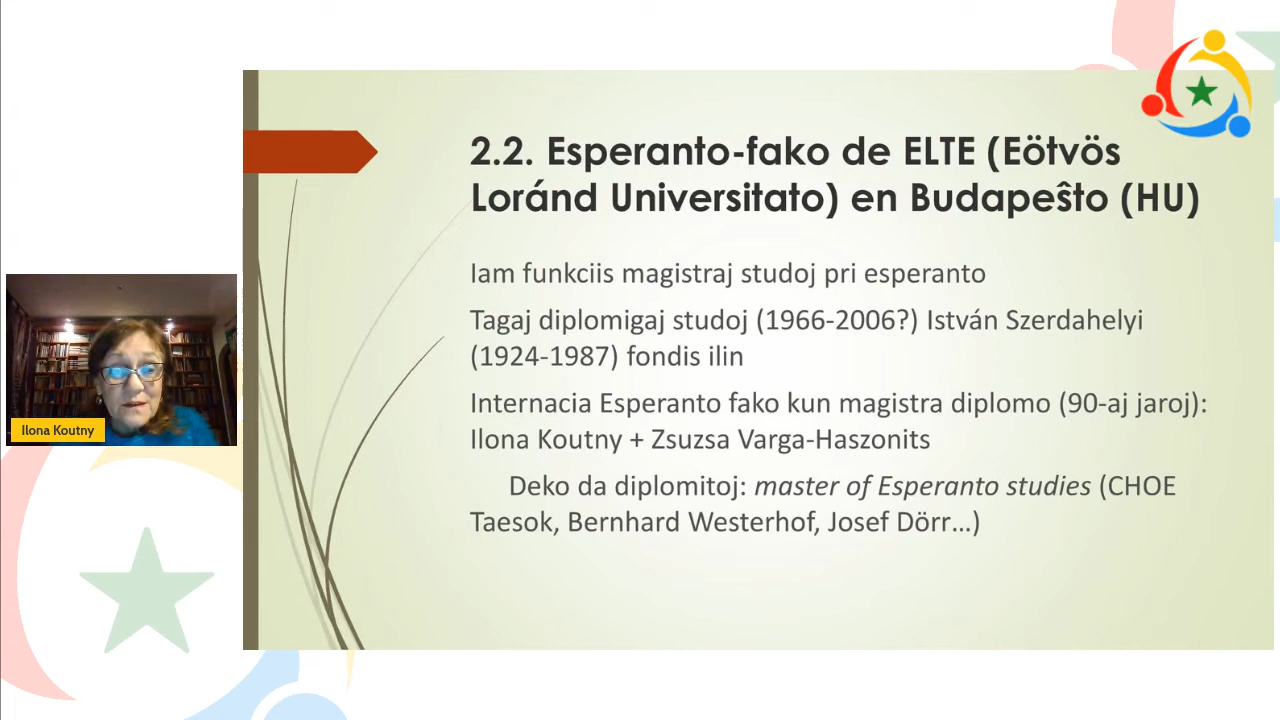 2.2. Esperanto-fako de ELTE (Eötvös
Loránd Universitato) en Budapeŝto (HU)
Iam funkciis magistraj studoj pri esperanto
Tagaj diplomigaj studoj (1966-2006?) István Szerdahelyi
(1924-1987) fondis ilin
Internacia Esperanto fako kun magistra diplomo (90-aj jaroj):
Ilona Koutny + Zsuzsa Varga-Haszonits
Deko da diplomitoj: master of Esperanto studies (CHOE
Taesok, Bernhard Westerhof, Josef Dörr…)
Ilona Koutny